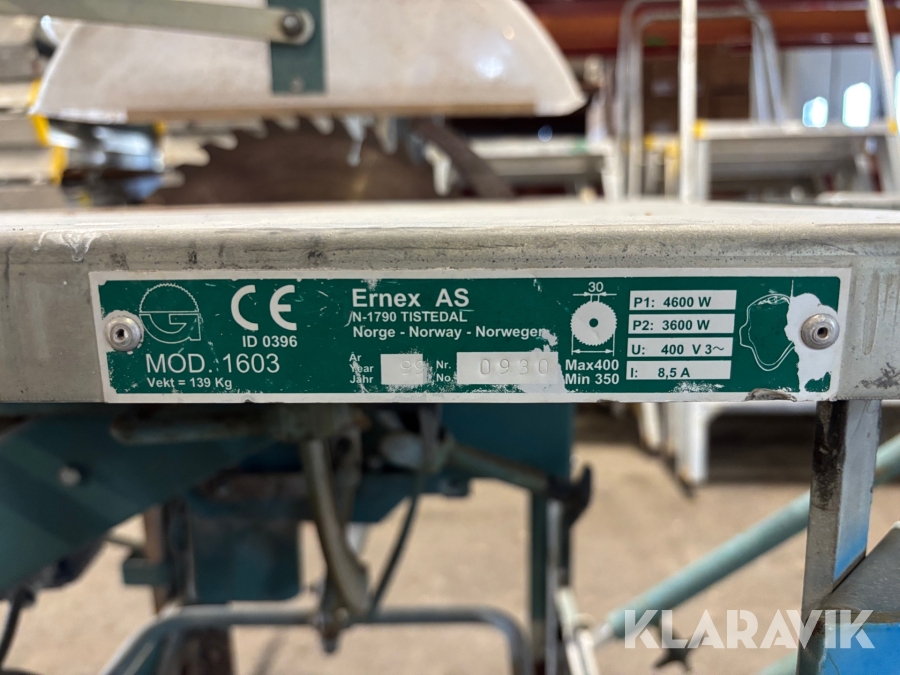 CE
ID 0396
MOD. 1603
Vekt = 139 Kg
Ernex AS
N-1790 TISTEDAL
Norge - Norway - Norwegen
År
Year
Jahr
99
Nr.
No.
0930
30
Max400
Min 350
P1: 4600 W
P2: 3600 W
U: 400 V 3~
I: 8,5 A
KLARAVIK